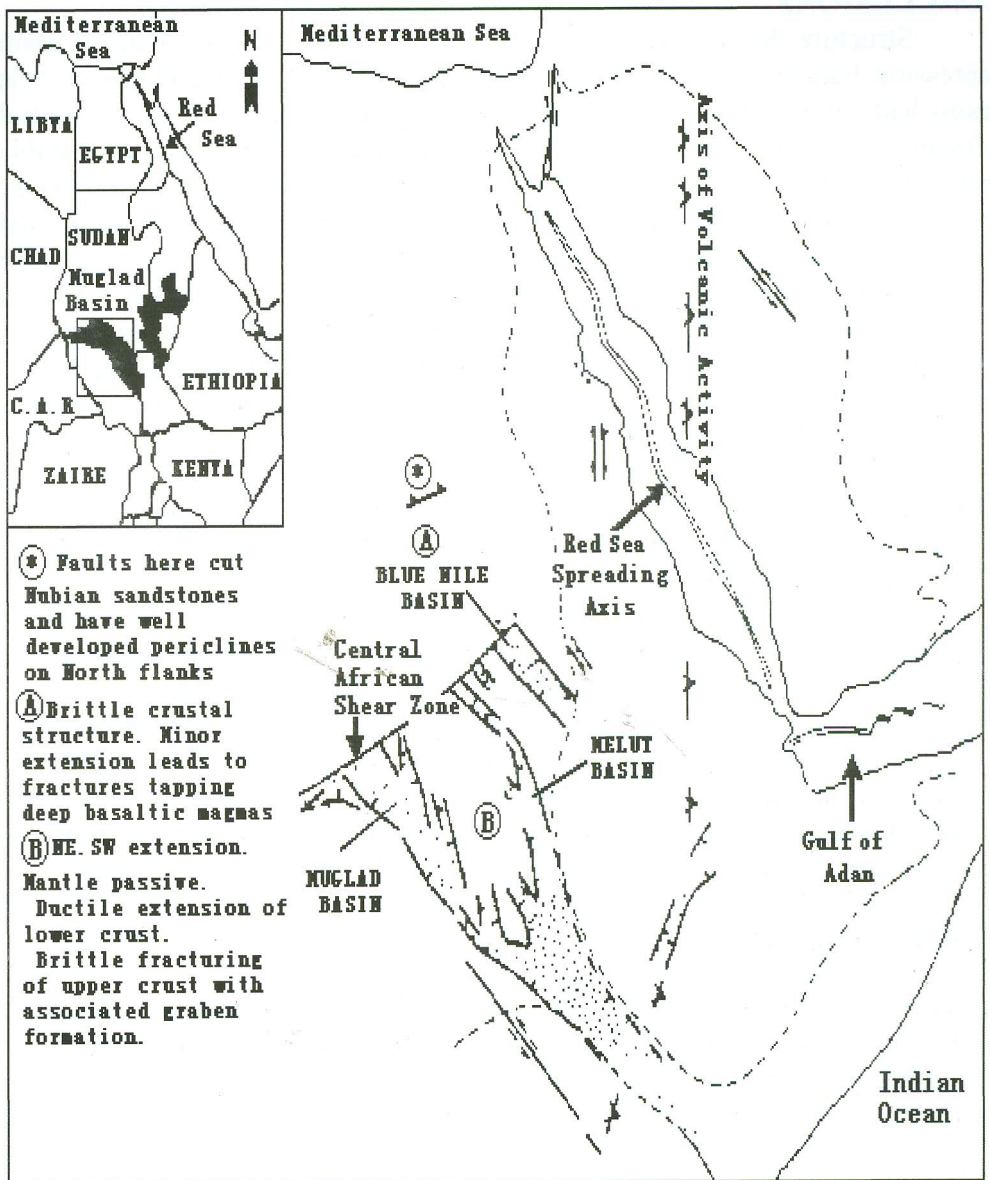 Mediterranean
Sea
N
Red
Sea
LIBYA
EGYPT
SUDAN
CHAD
Muglad
Basin
ETHIOPIA
C.A.R
ZAIRE
KENYA
Mediterranean Sea
Axis of Volcanic Activity
*
A
BLUE NILE
BASIN
Red Sea
Spreading
Axis
Central
African
Shear Zone
MELUT
BASIN
B
MUGLAD
BASIN
Gulf of
Adan
Indian
Ocean
* Faults here cut
Nubian sandstones
and have well
developed periclines
on North flanks
A Brittle crustal
structure. Minor
extension leads to
fractures tapping
deep basaltic magmas
B NE. SW extension.
Mantle passive.
Ductile extension of
lower crust.
Brittle fracturing
of upper crust with
associated graben
formation.